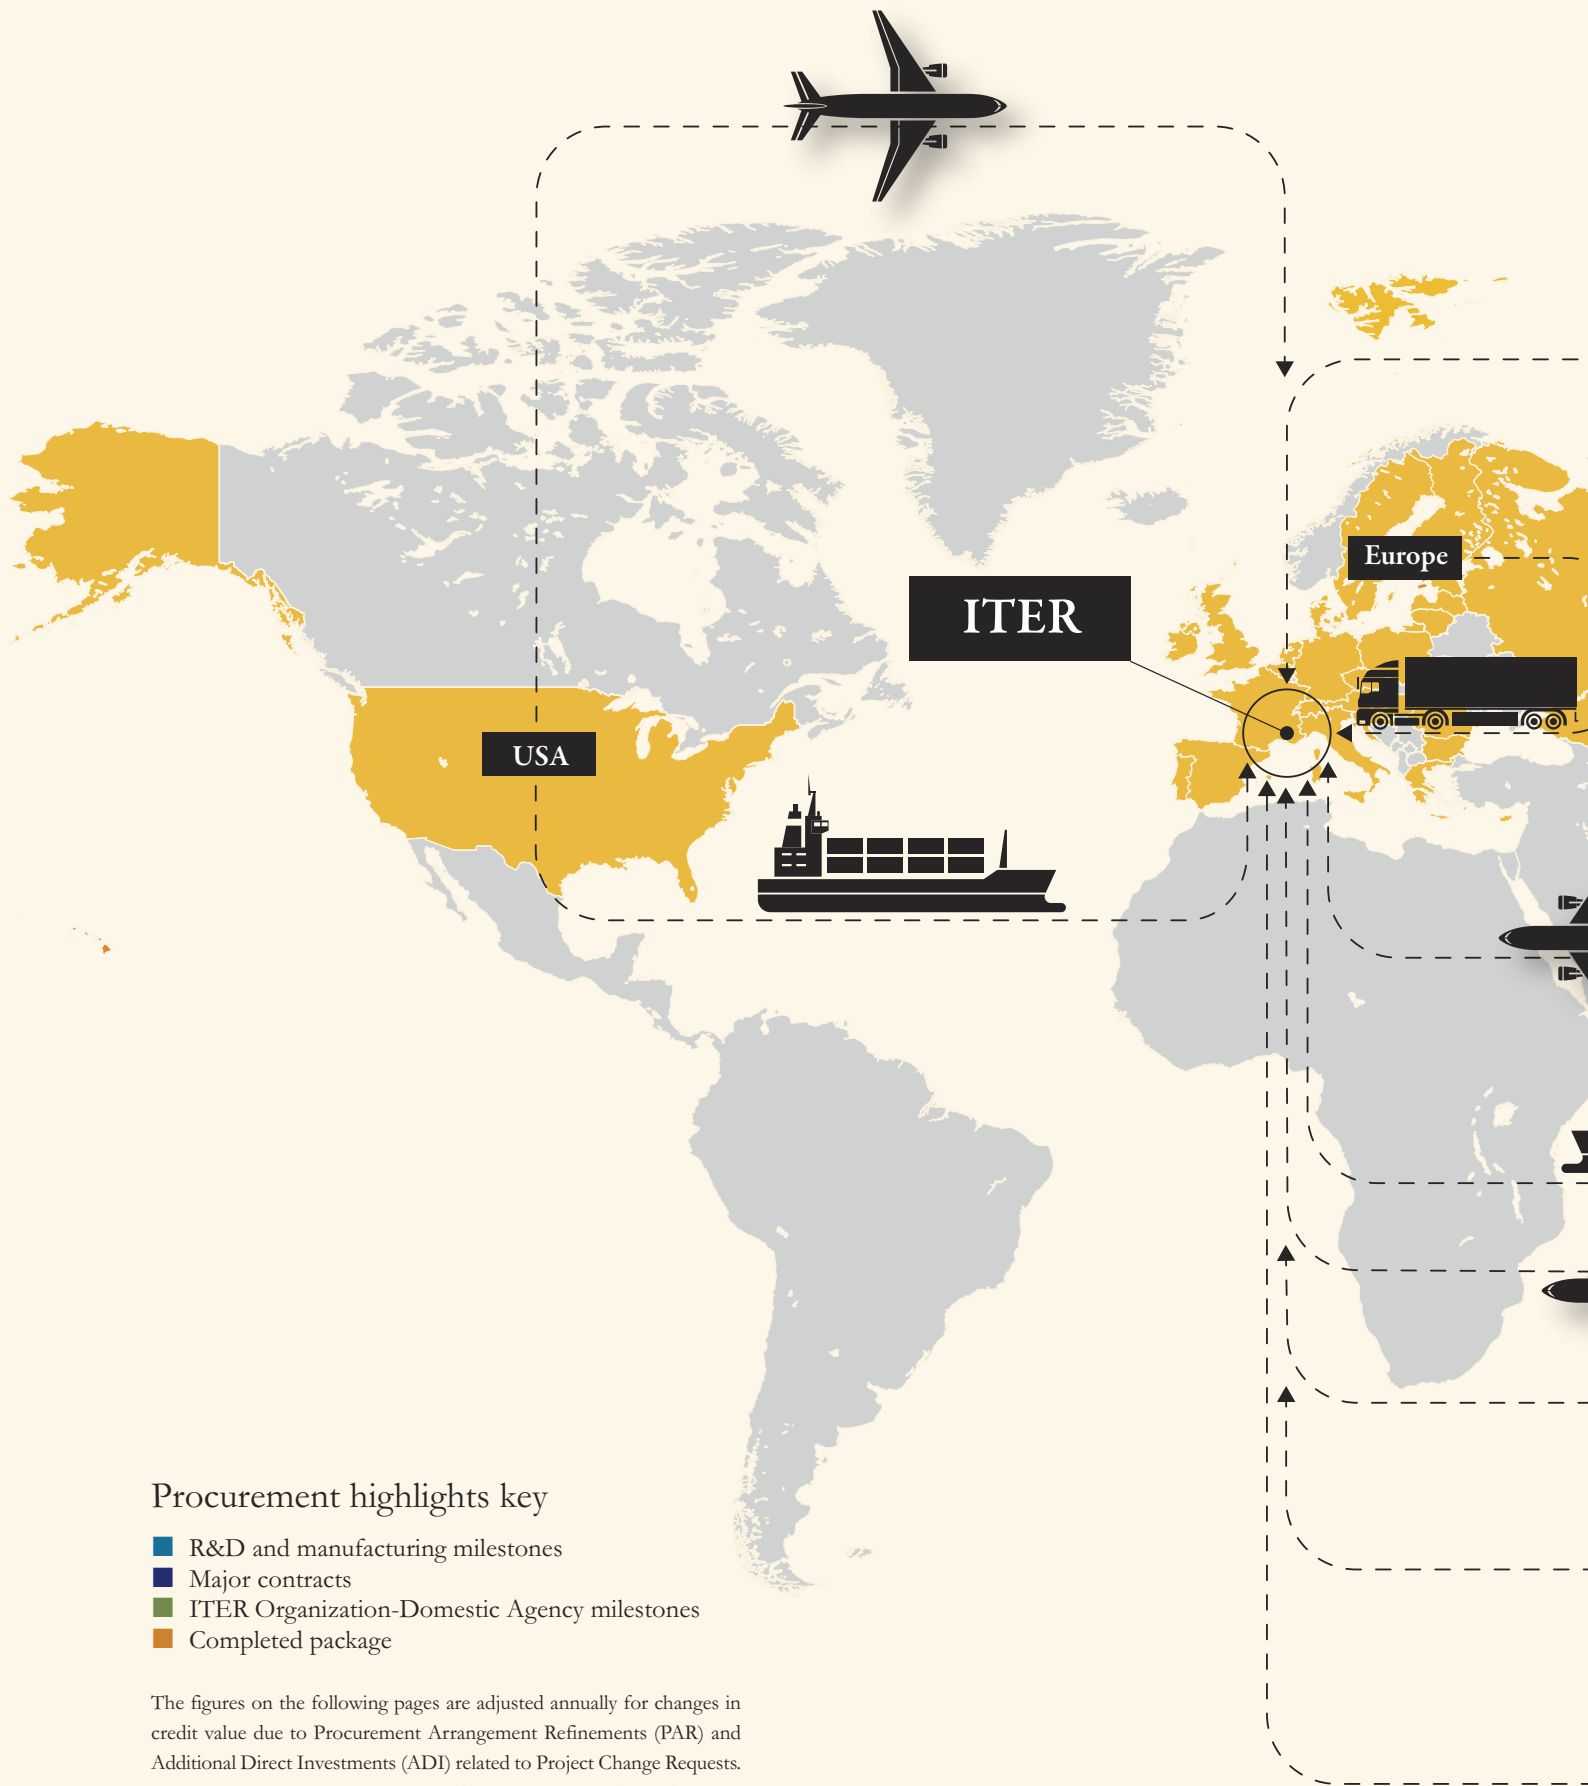 Europe
ITER
USA
Procurement highlights key
R&D and manufacturing milestones
Major contracts
ITER Organization-Domestic Agency milestones
Completed package
The figures on the following pages are adjusted annually for changes in
credit value due to Procurement Arrangement Refinements (PAR) and
Additional Direct Investments (ADI) related to Project Change Requests.